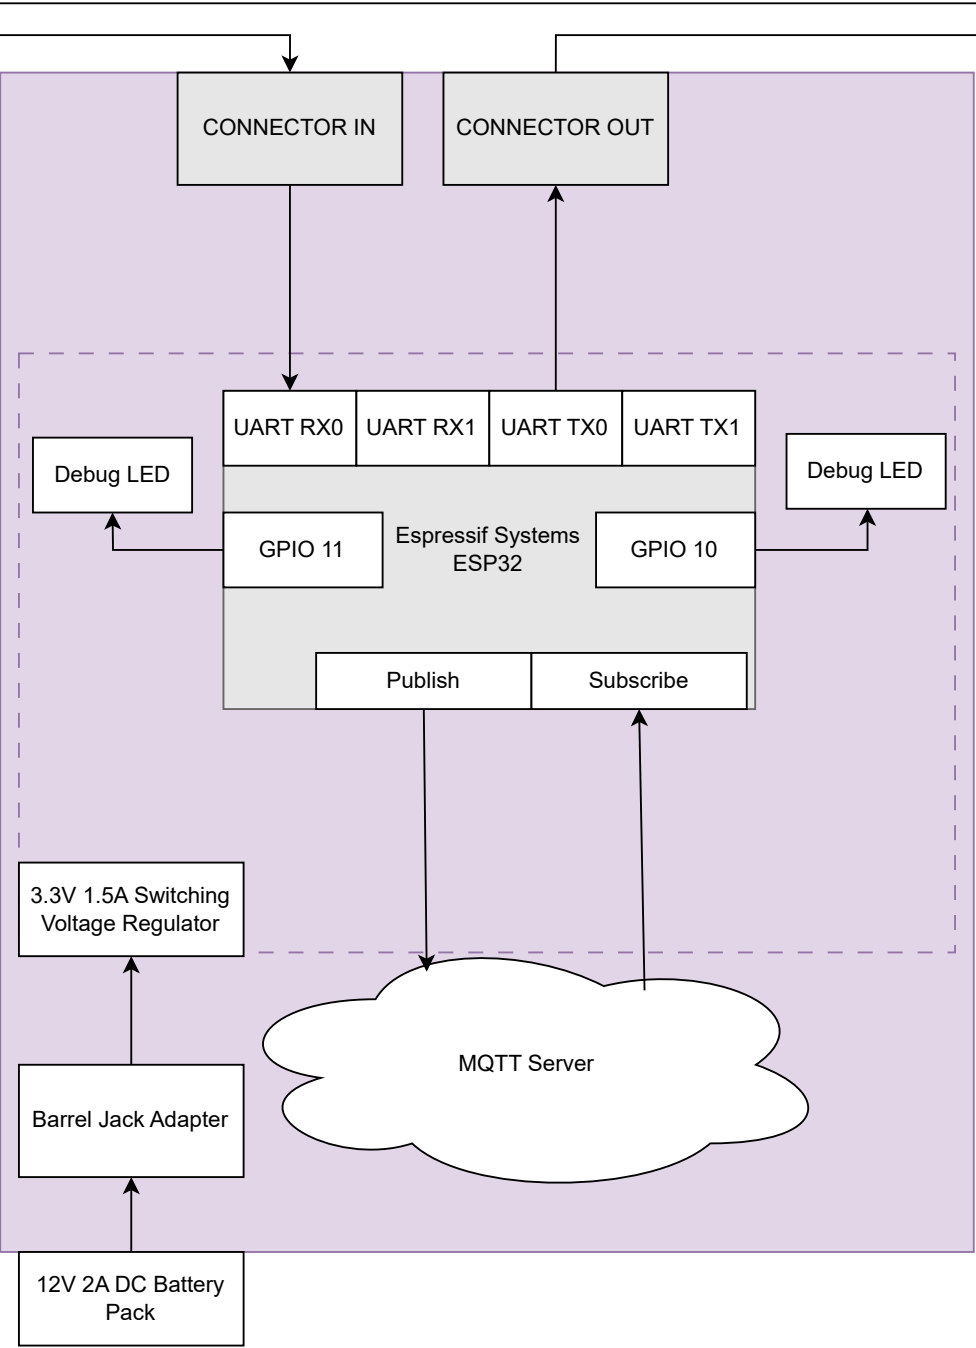 CONNECTOR IN
CONNECTOR OUT
UART RX0
UART RX1
UART TX0
UART TX1
Debug LED
Debug LED
GPIO 11
Espressif Systems
ESP32
GPIO 10
Publish
Subscribe
3.3V 1.5A Switching
Voltage Regulator
MQTT Server
Barrel Jack Adapter
12V 2A DC Battery
Pack